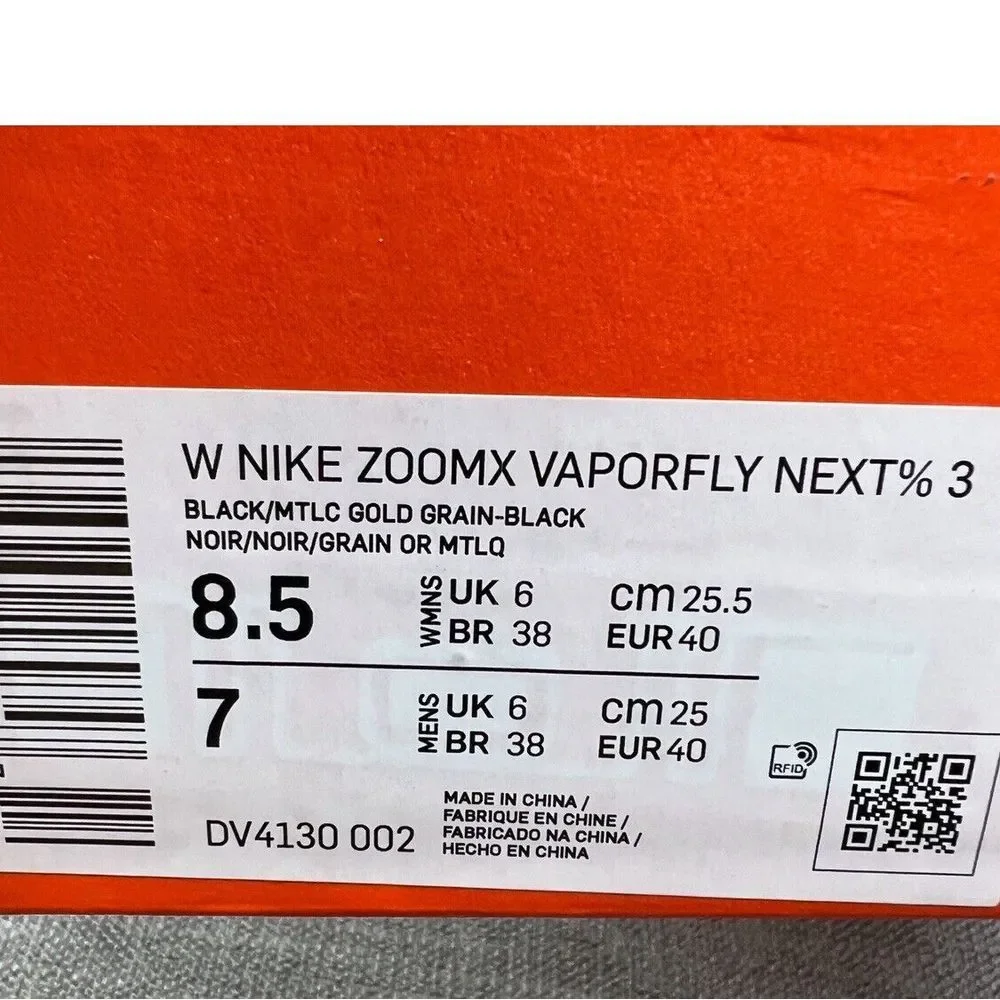 W NIKE ZOOMX VAPORFLY NEXT% 3
BLACK/MTLC GOLD GRAIN-BLACK
NOIR/NOIR/GRAIN OR MTLQ
8.5 WMNS UK 6 cm 25.5
BR 38 EUR 40
7 MENS UK 6 cm 25
BR 38 EUR 40
RFID
DV4130 002
MADE IN CHINA /
FABRIQUE EN CHINE /
FABRICADO NA CHINA /
HECHO EN CHINA